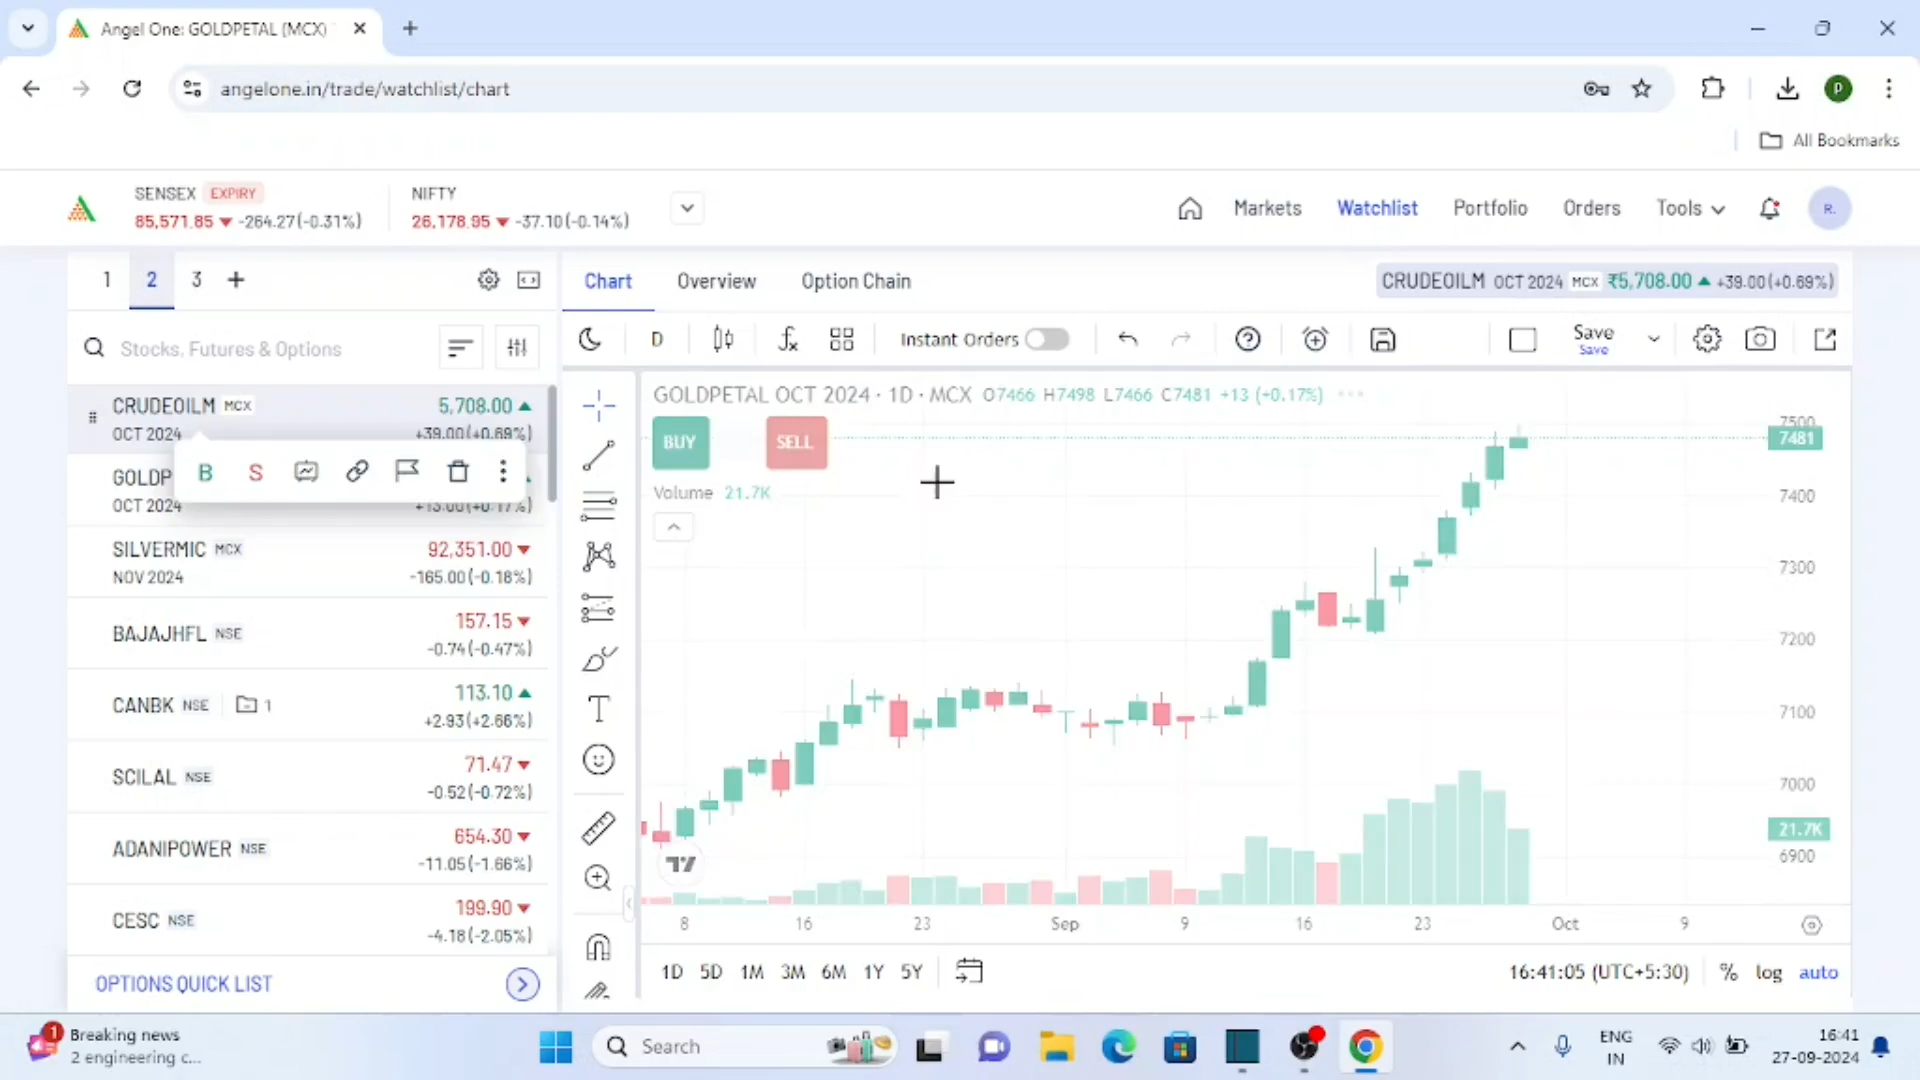 Angel One: GOLDPETAL (MCX)
angelone.in/trade/watchlist/chart
P
All Bookmarks
SENSEX EXPIRY
85,571.85 ▼ -264.27(-0.31%)
NIFTY
26,178.95 ▼ -37.10(-0.14%)
Markets
Watchlist
Portfolio
Orders
Tools
R.
1 2 3 +
Stocks, Futures & Options
CRUDEOILM MCX 5,708.00 ▲
OCT 2024 +39.00(+0.69%)
B S
GOLDP
OCT 2024 +13.00(+0.17%)
SILVERMIC MCX 92,351.00 ▼
NOV 2024 -165.00(-0.18%)
BAJAJHFL NSE 157.15 ▼
-0.74(-0.47%)
CANBK NSE 1 113.10 ▲
+2.93(+2.66%)
SCILAL NSE 71.47 ▼
-0.52(-0.72%)
ADANIPOWER NSE 654.30 ▼
-11.05(-1.66%)
CESC NSE 199.90 ▼
-4.18(-2.05%)
OPTIONS QUICK LIST
Chart Overview Option Chain
CRUDEOILM OCT 2024 MCX ₹5,708.00 ▲ +39.00(+0.69%)
D
Instant Orders
Save
Save
GOLDPETAL OCT 2024 · 1D · MCX O7466 H7498 L7466 C7481 +13 (+0.17%)
BUY SELL
Volume 21.7K
7500
7481
7400
7300
7200
7100
7000
21.7K
6900
8 16 23 Sep 9 16 23 Oct 9
1D 5D 1M 3M 6M 1Y 5Y
16:41:05 (UTC+5:30) % log auto
1
Breaking news
2 engineering c...
Search
ENG
IN
16:41
27-09-2024